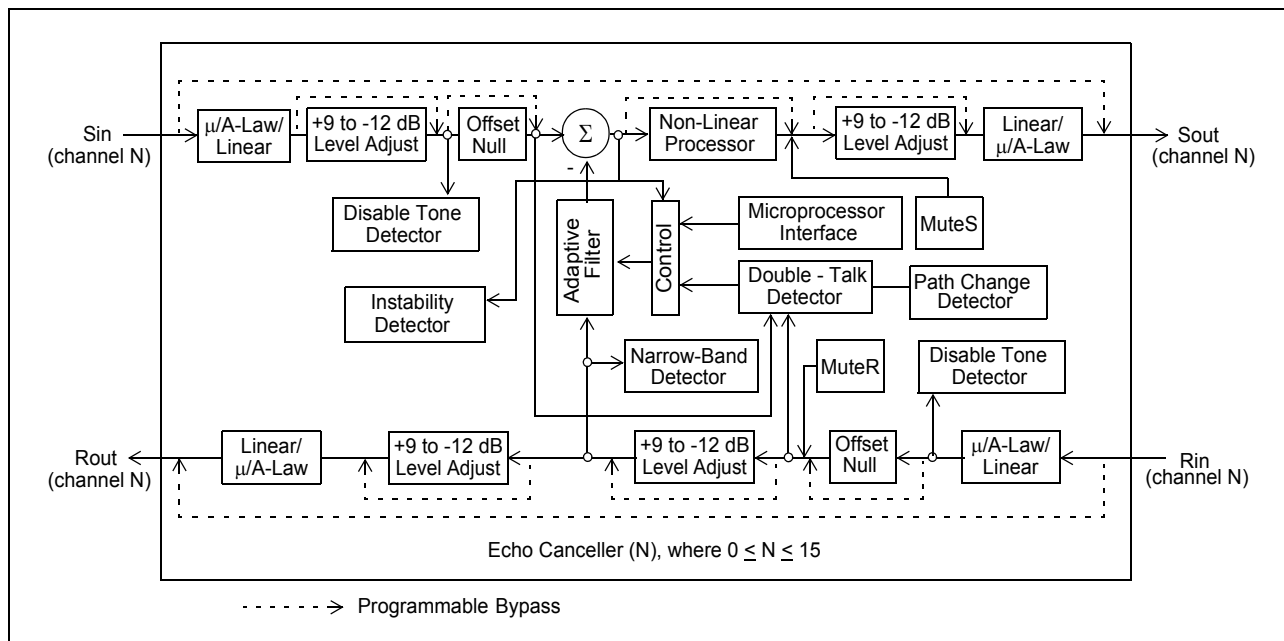 Sin
(channel N)
μ/A-Law/
Linear
+9 to -12 dB
Level Adjust
Offset
Null
Σ
-
Non-Linear
Processor
+9 to -12 dB
Level Adjust
Linear/
μ/A-Law
Sout
(channel N)
Disable Tone
Detector
Adaptive
Filter
Control
Microprocessor
Interface
MuteS
Instability
Detector
Double - Talk
Detector
Path Change
Detector
Narrow-Band
Detector
MuteR
Disable Tone
Detector
Rout
(channel N)
Linear/
μ/A-Law
+9 to -12 dB
Level Adjust
+9 to -12 dB
Level Adjust
Offset
Null
μ/A-Law/
Linear
Rin
(channel N)
Echo Canceller (N), where 0 ≤ N ≤ 15
Programmable Bypass